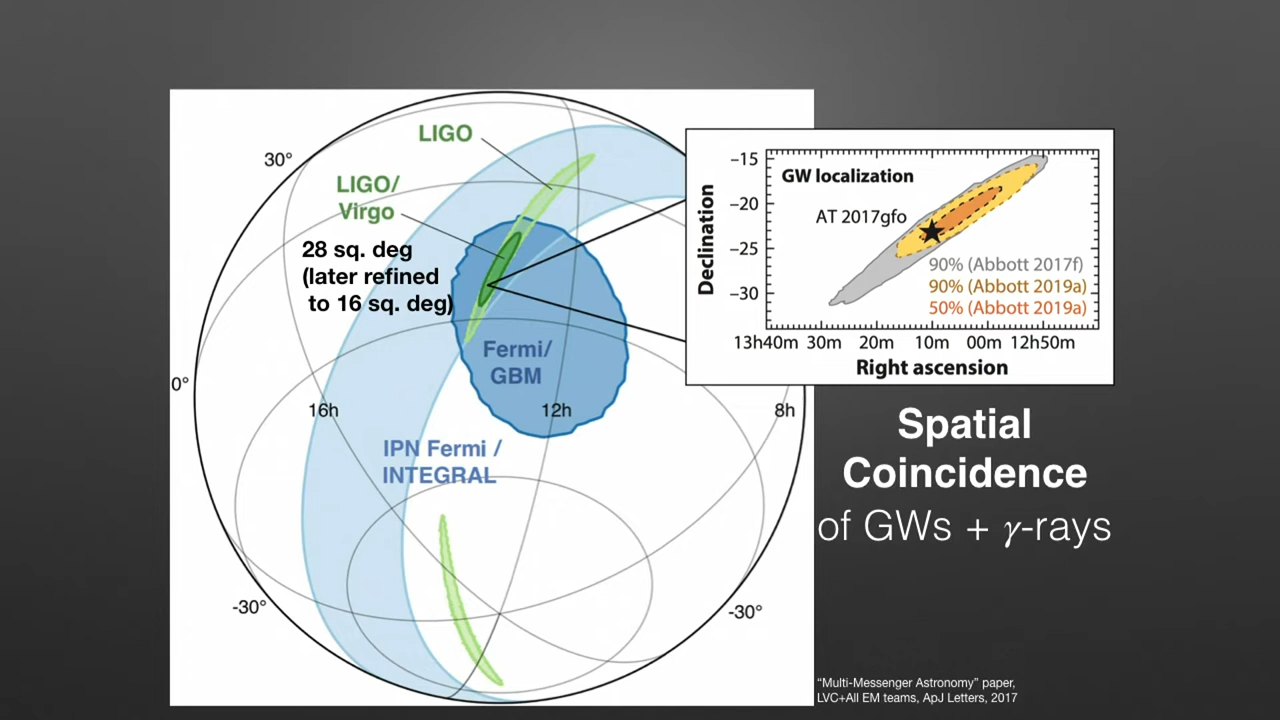 LIGO
30°
LIGO/
Virgo
28 sq. deg
(later refined
to 16 sq. deg)
Fermi/
GBM
0°
16h
12h
8h
IPN Fermi /
INTEGRAL
-30°
-30°
GW localization
AT 2017gfo
90% (Abbott 2017f)
90% (Abbott 2019a)
50% (Abbott 2019a)
Declination
−15
−20
−25
−30
13h40m 30m 20m 10m 00m 12h50m
Right ascension
Spatial
Coincidence
of GWs + γ-rays
“Multi-Messenger Astronomy” paper,
LVC+All EM teams, ApJ Letters, 2017